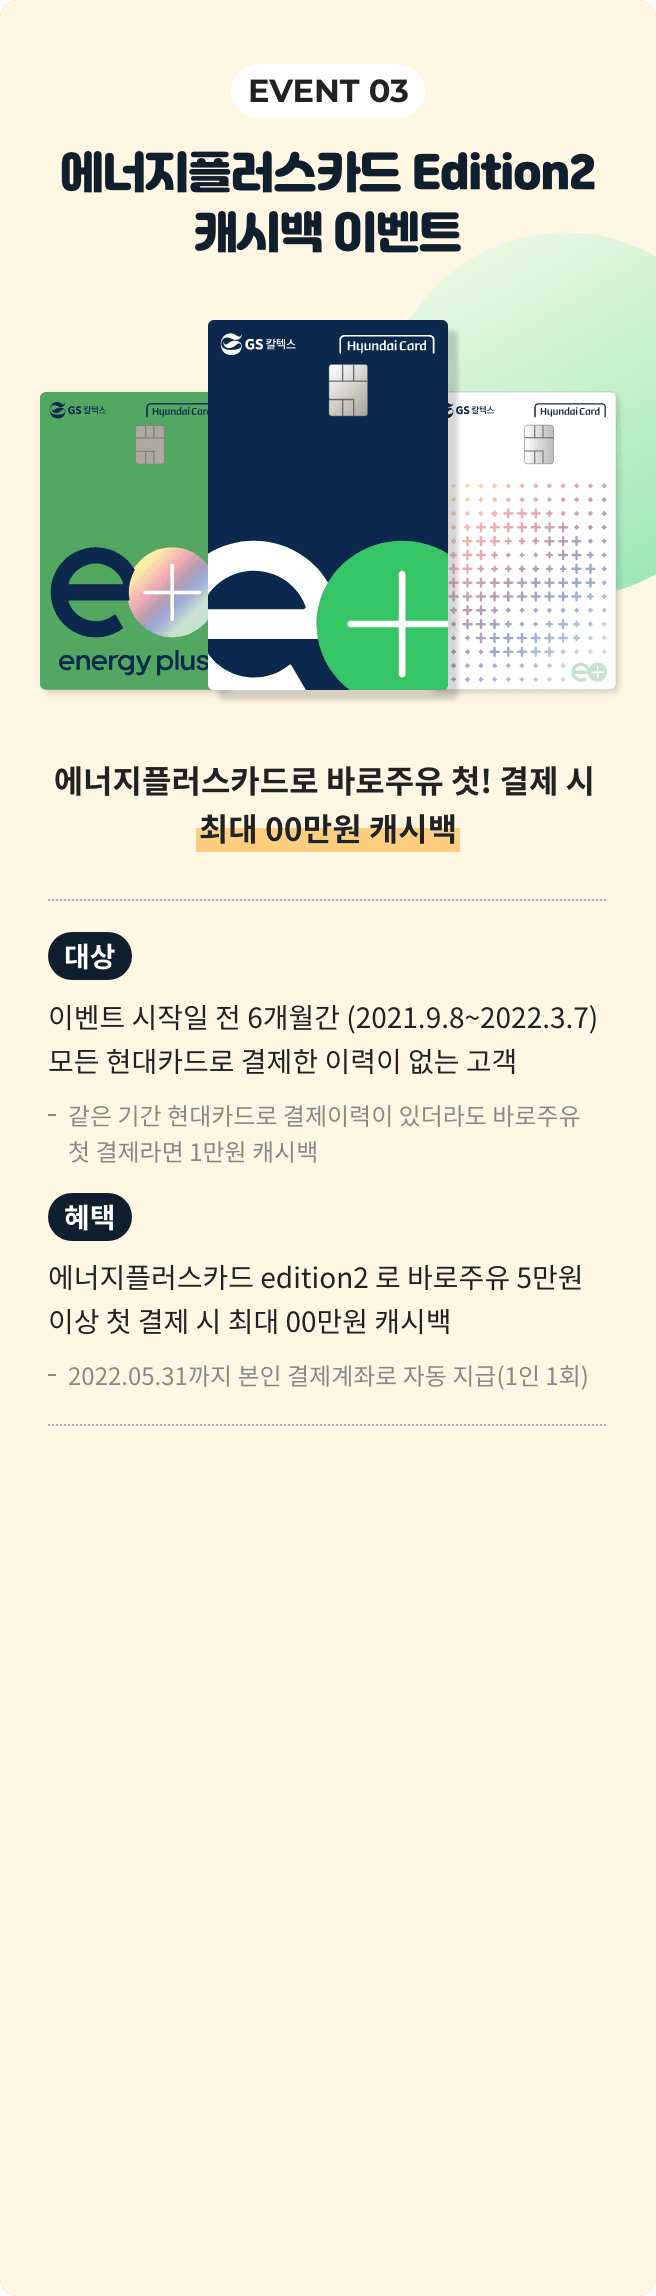 EVENT 03
에너지플러스카드 Edition2
캐시백 이벤트
GS 칼텍스
Hyundai Card
GS 칼텍스
Hyundai Card
GS 칼텍스
Hyundai Card
energy plus
에너지플러스카드로 바로주유 첫! 결제 시
최대 00만원 캐시백
대상
이벤트 시작일 전 6개월간 (2021.9.8~2022.3.7)
모든 현대카드로 결제한 이력이 없는 고객
- 같은 기간 현대카드로 결제이력이 있더라도 바로주유
첫 결제라면 1만원 캐시백
혜택
에너지플러스카드 edition2 로 바로주유 5만원
이상 첫 결제 시 최대 00만원 캐시백
- 2022.05.31까지 본인 결제계좌로 자동 지급(1인 1회)